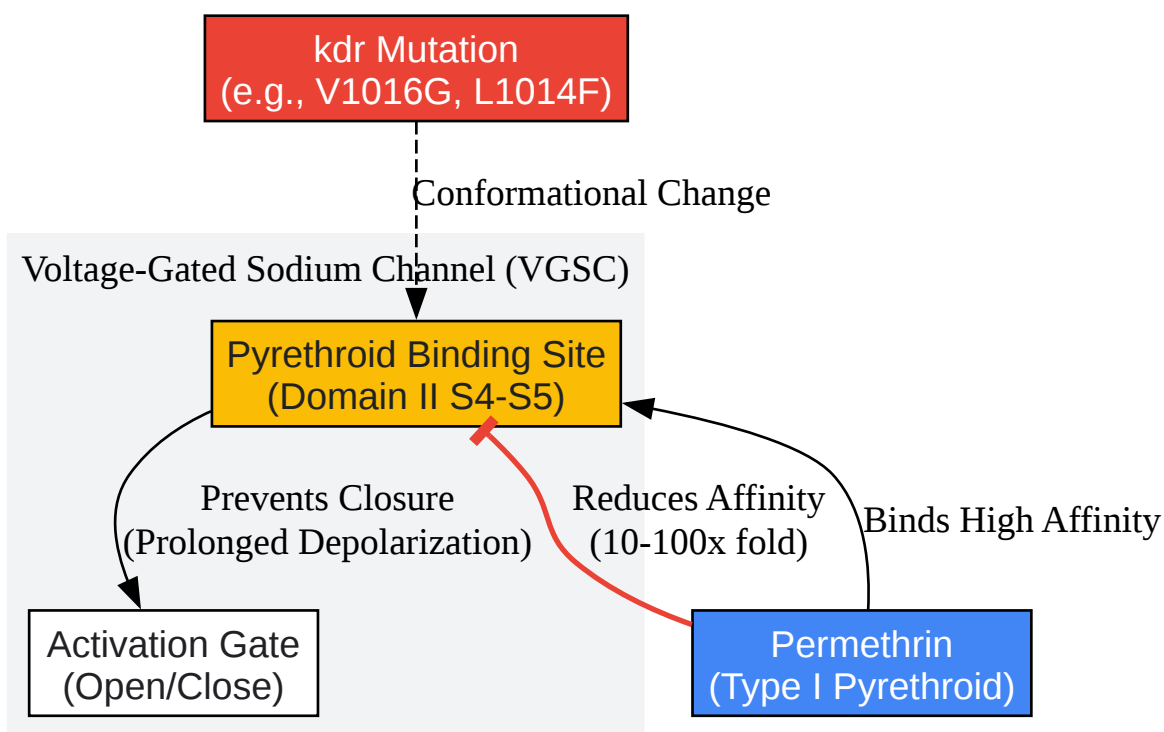 kdr Mutation
(e.g., V1016G, L1014F)
Conformational Change
Voltage-Gated Sodium Channel (VGSC)
Pyrethroid Binding Site
(Domain II S4-S5)
Prevents Closure
(Prolonged Depolarization)
Reduces Affinity
(10-100x fold)
Binds High Affinity
Activation Gate
(Open/Close)
Permethrin
(Type I Pyrethroid)